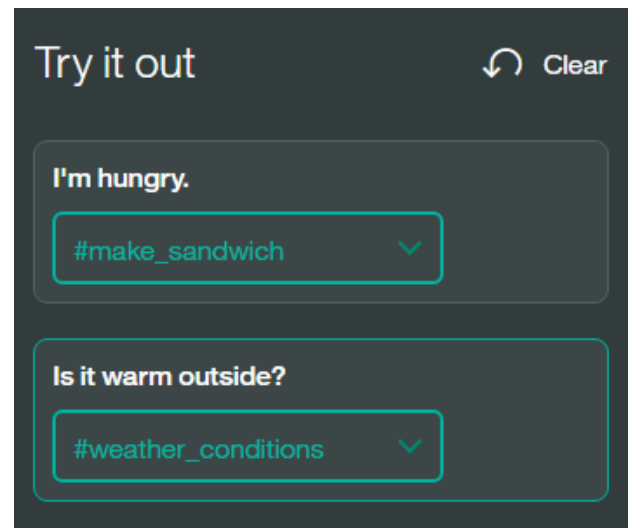 Try it out
Clear
I'm hungry.
#make_sandwich
Is it warm outside?
#weather_conditions